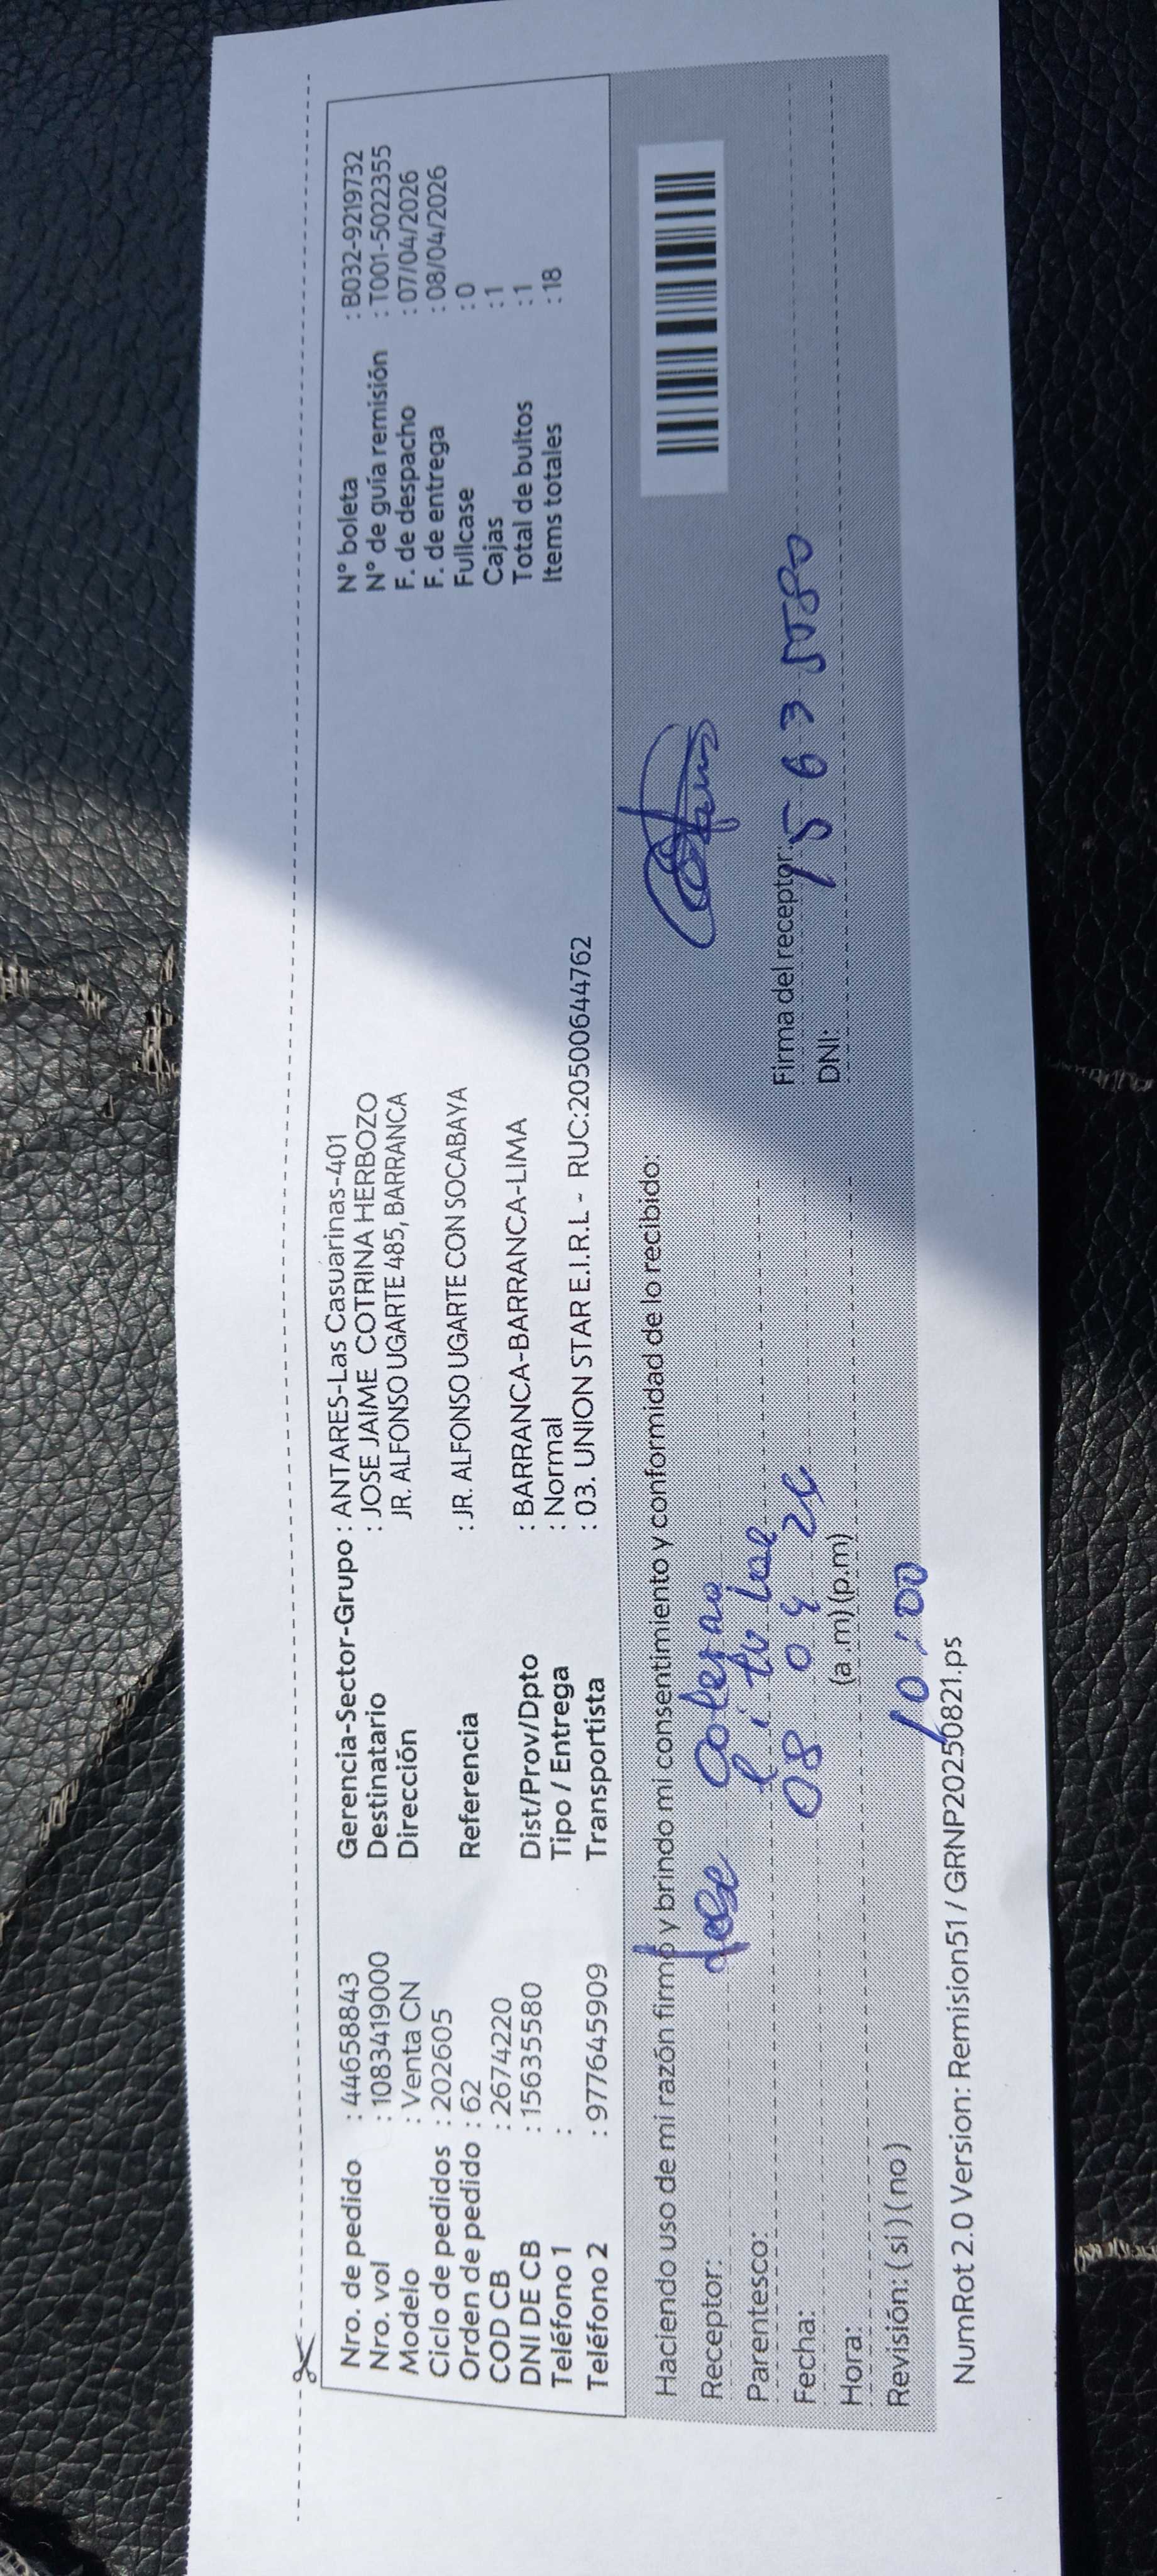 Nro. de pedido : 44658843
Nro. vol : 1083419000
Modelo : Venta CN
Ciclo de pedidos : 202605
Orden de pedido : 62
COD CB : 2674220
DNI DE CB : 15635580
Teléfono 1 :
Teléfono 2 : 977645909
Gerencia-Sector-Grupo : ANTARES-Las Casuarinas-401
Destinatario : JOSE JAIME COTRINA HERBOZO
Dirección JR. ALFONSO UGARTE 485, BARRANCA
Referencia : JR. ALFONSO UGARTE CON SOCABAYA
Dist/Prov/Dpto : BARRANCA-BARRANCA-LIMA
Tipo / Entrega : Normal
Transportista : 03. UNION STAR E.I.R.L - RUC:20500644762
N° boleta : B032-9219732
N° de guía remisión : T001-5022355
F. de despacho : 07/04/2026
F. de entrega : 08/04/2026
Fullcase : 0
Cajas : 1
Total de bultos : 1
Items totales : 18
Haciendo uso de mi razón firmo y brindo mi consentimiento y conformidad de lo recibido:
Receptor: Jose
Parentesco:
Fecha: 08 04 26
Hora: (a.m)(p.m)
10:00
Revisión: (si)(no)
Firma del receptor:
DNI: 15635580
NumRot 2.0 Version: Remision51 / GRNP20250821.ps